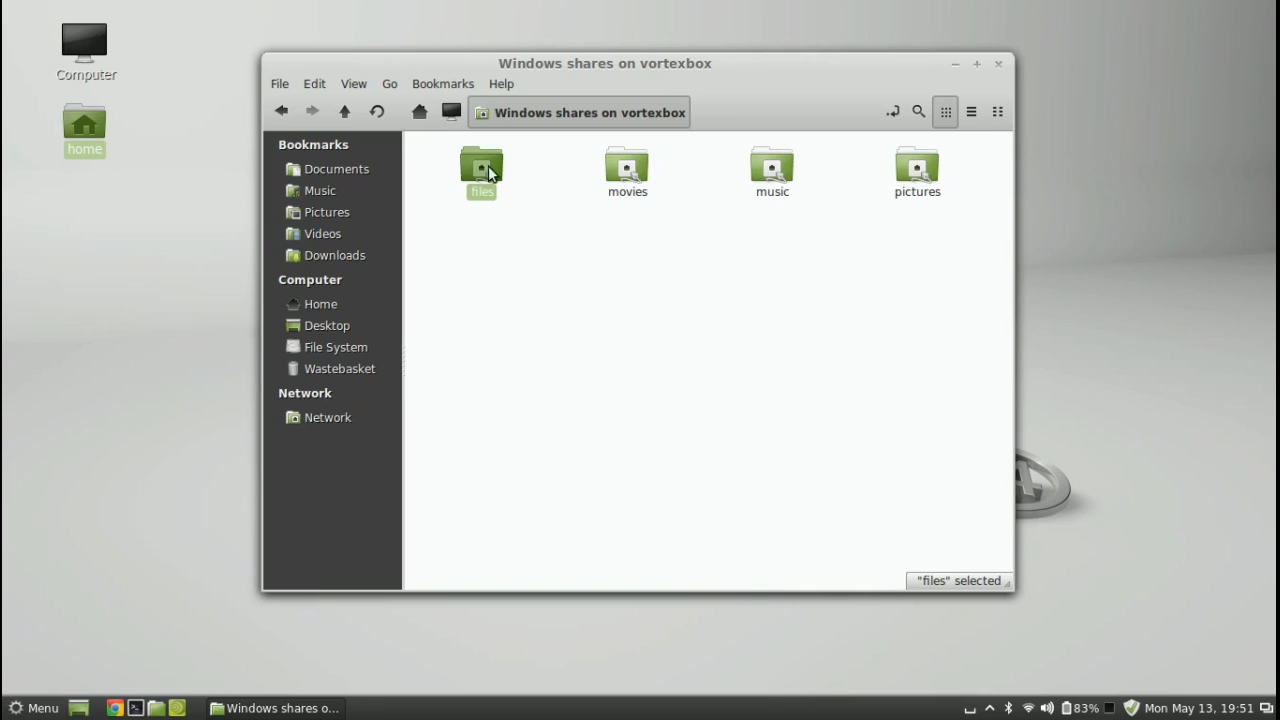 Computer
home
Windows shares on vortexbox
File Edit View Go Bookmarks Help
Windows shares on vortexbox
Bookmarks
Documents
Music
Pictures
Videos
Downloads
Computer
Home
Desktop
File System
Wastebasket
Network
Network
files movies music pictures
"files" selected
A
Menu Windows shares o... 83% Mon May 13, 19:51